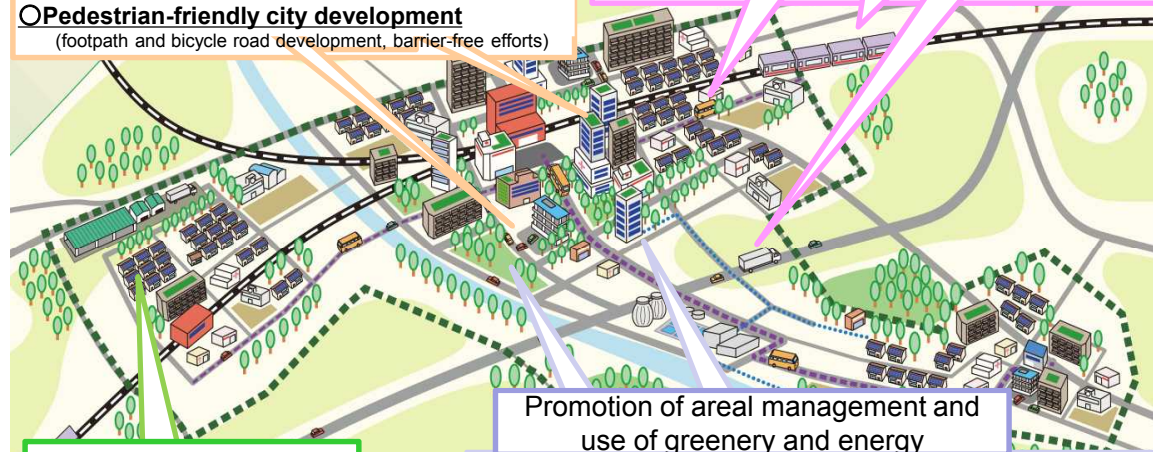 ○Pedestrian-friendly city development
(footpath and bicycle road development, barrier-free efforts)
Promotion of areal management and
use of greenery and energy